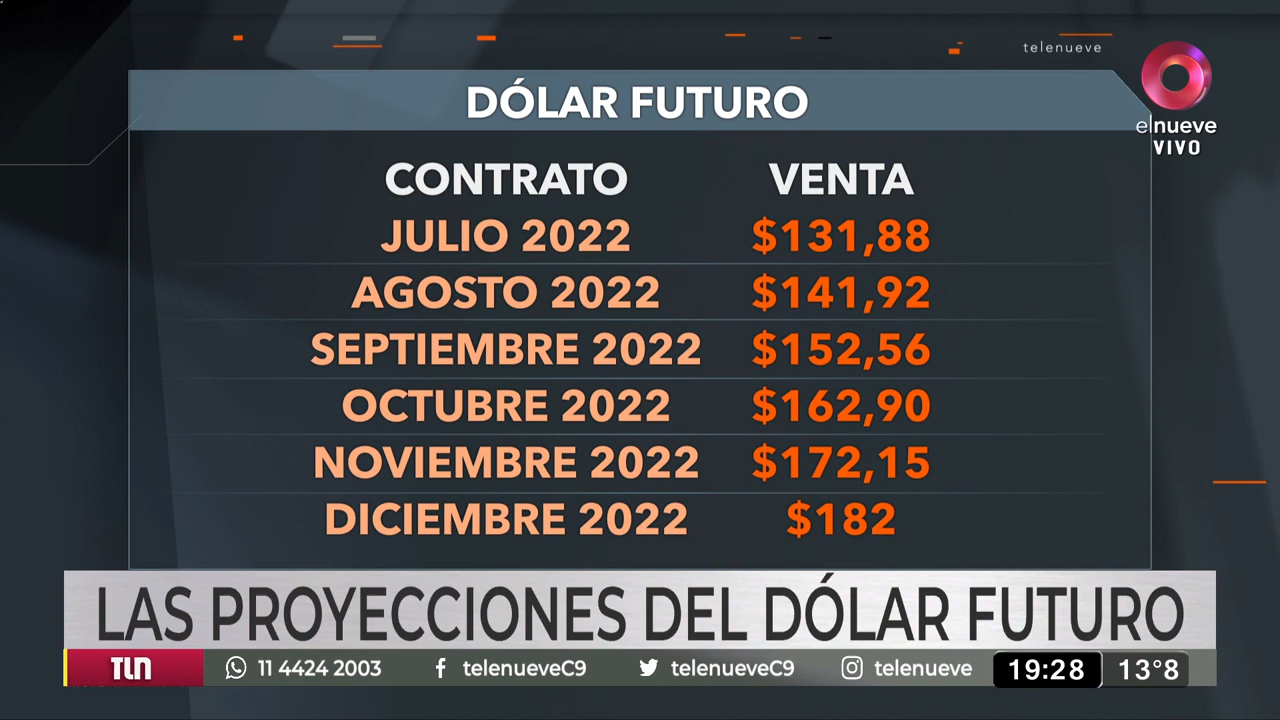 telenueve
elnueve
VIVO
DÓLAR FUTURO
CONTRATO VENTA
JULIO 2022 $131,88
AGOSTO 2022 $141,92
SEPTIEMBRE 2022 $152,56
OCTUBRE 2022 $162,90
NOVIEMBRE 2022 $172,15
DICIEMBRE 2022 $182
LAS PROYECCIONES DEL DÓLAR FUTURO
TLN 11 4424 2003 telenueveC9 telenueveC9 telenueve 19:28 13°8